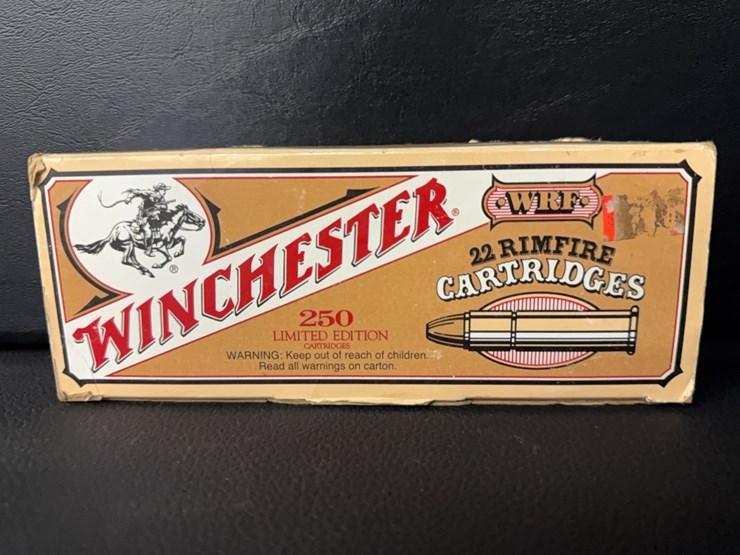 WINCHESTER®
®
WRF
22 RIMFIRE
CARTRIDGES
250
LIMITED EDITION
CARTRIDGES
WARNING: Keep out of reach of children.
Read all warnings on carton.